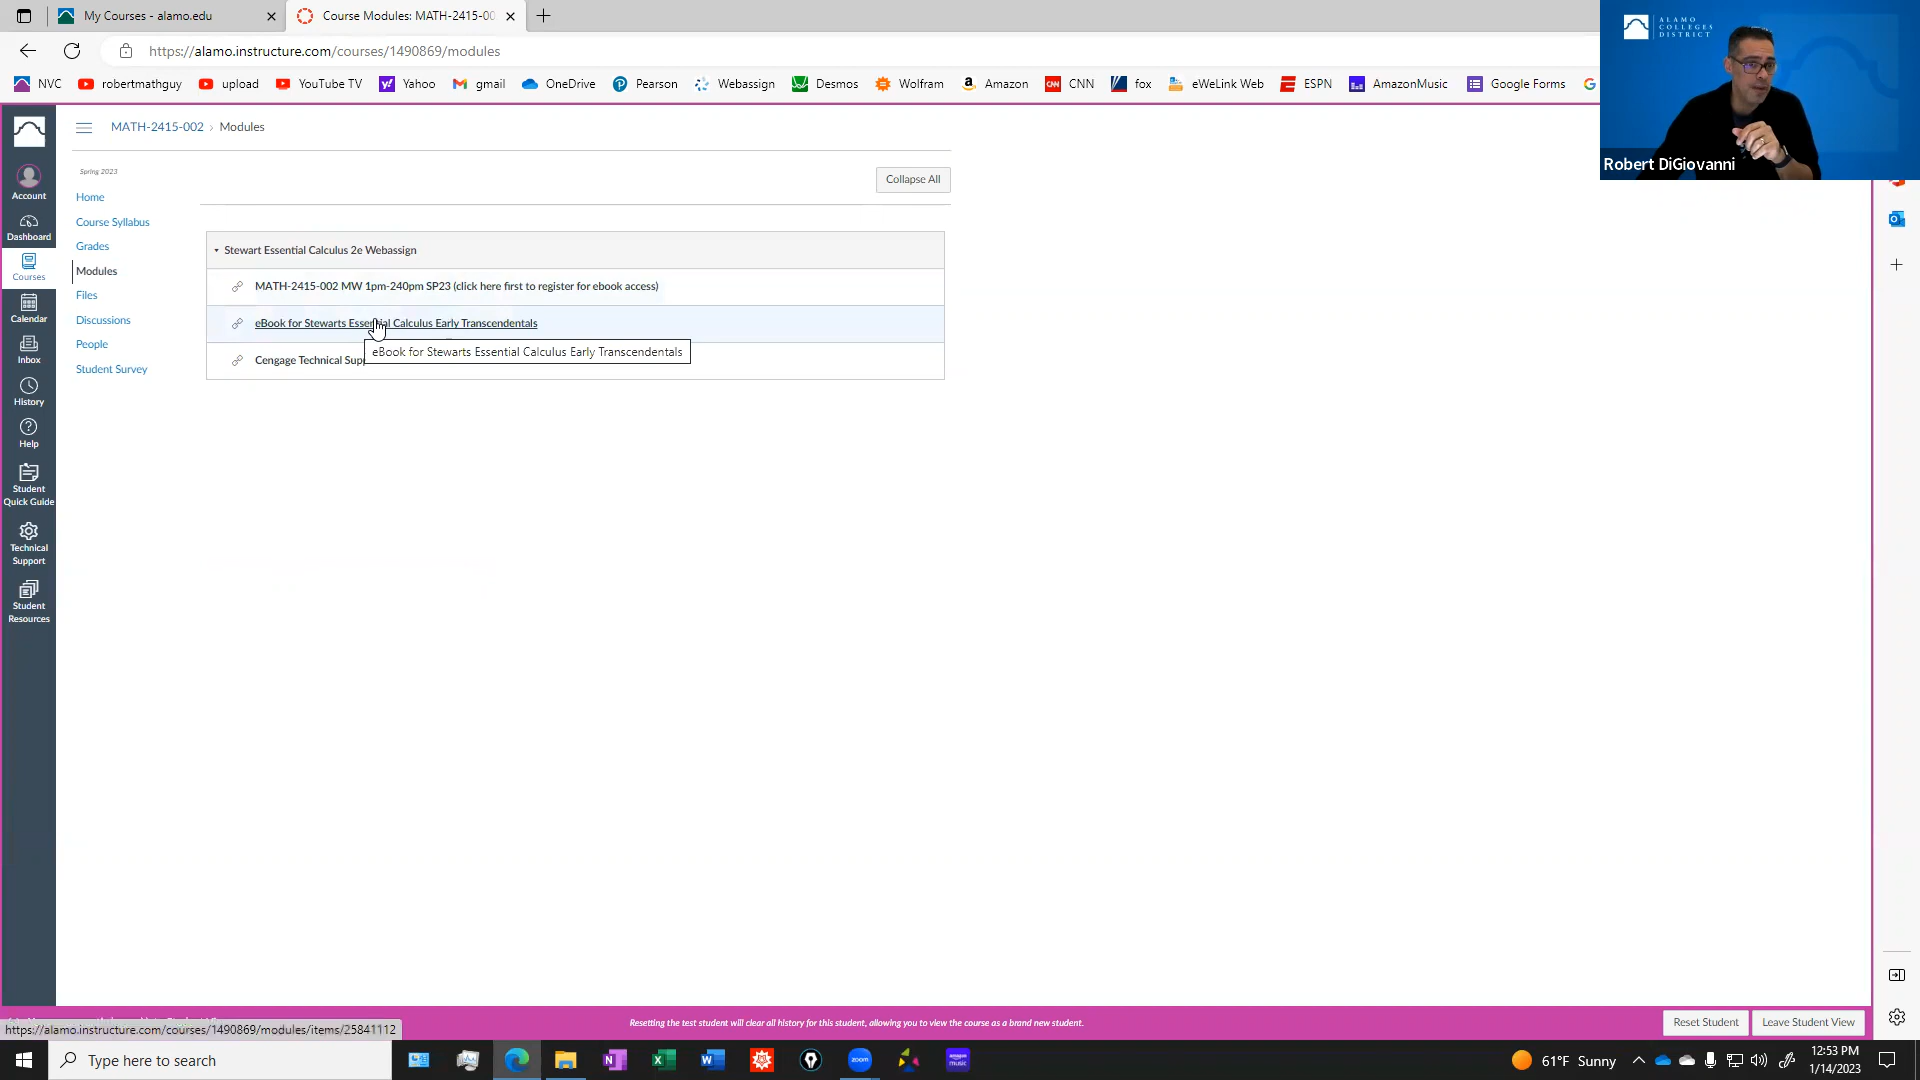 My Courses - alamo.edu
Course Modules: MATH-2415-00
https://alamo.instructure.com/courses/1490869/modules
NVC
robertmathguy
upload
YouTube TV
Yahoo
gmail
OneDrive
Pearson
Webassign
Desmos
Wolfram
Amazon
CNN
fox
eWeLink Web
ESPN
AmazonMusic
Google Forms
ALAMO
COLLEGES
DISTRICT
Robert DiGiovanni
MATH-2415-002 › Modules
Account
Dashboard
Courses
Calendar
Inbox
History
Help
Student
Quick Guide
Technical
Support
Student
Resources
Spring 2023
Home
Course Syllabus
Grades
Modules
Files
Discussions
People
Student Survey
Collapse All
Stewart Essential Calculus 2e Webassign
MATH-2415-002 MW 1pm-240pm SP23 (click here first to register for ebook access)
eBook for Stewarts Essential Calculus Early Transcendentals
eBook for Stewarts Essential Calculus Early Transcendentals
Cengage Technical Supp
https://alamo.instructure.com/courses/1490869/modules/items/25841112
Resetting the test student will clear all history for this student, allowing you to view the course as a brand new student.
Reset Student
Leave Student View
Type here to search
zoom
amazon music
61°F Sunny
12:53 PM
1/14/2023